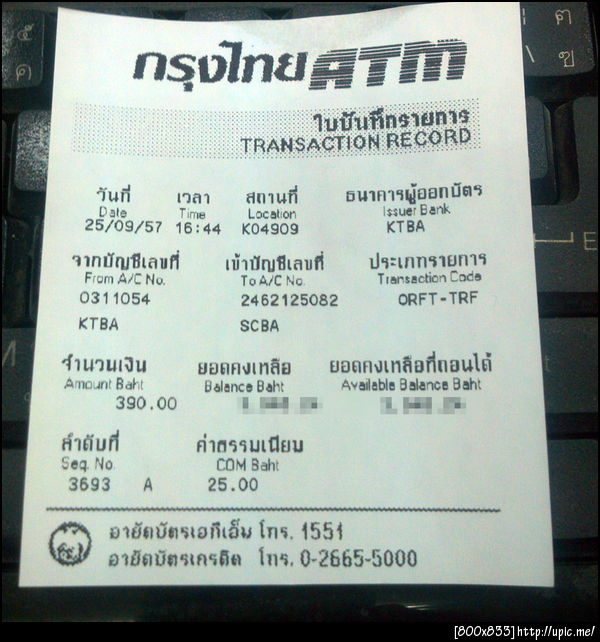 กรุงไทย ATM
ใบบันทึกรายการ
TRANSACTION RECORD
วันที่ เวลา สถานที่ ธนาคารผู้ออกบัตร
Date Time Location Issuer Bank
25/09/57 16:44 K04909 KTBA
จากบัญชีเลขที่ เข้าบัญชีเลขที่ ประเภทรายการ
From A/C No. To A/C No. Transaction Code
0311054 2462125082 ORFT-TRF
KTBA SCBA
จำนวนเงิน ยอดคงเหลือ ยอดคงเหลือที่ถอนได้
Amount Baht Balance Baht Available Balance Baht
390.00
ลำดับที่ ค่าธรรมเนียม
Seq. No. COM Baht
3693 A 25.00
อายัดบัตรเอทีเอ็ม โทร. 1551
อายัดบัตรเครดิต โทร. 0-2665-5000
[800x833]http://upic.me/